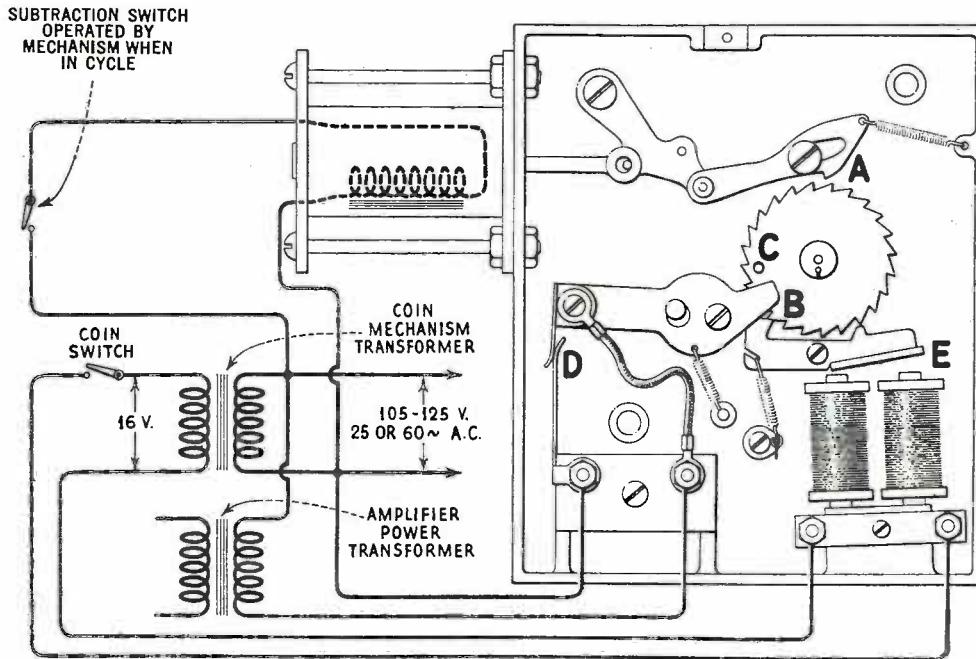 SUBTRACTION SWITCH
OPERATED BY
MECHANISM WHEN
IN CYCLE
A
C
B
D
E
COIN
SWITCH
COIN
MECHANISM
TRANSFORMER
16 V.
105-125 V.
25 OR 60~ A.C.
AMPLIFIER
POWER
TRANSFORMER